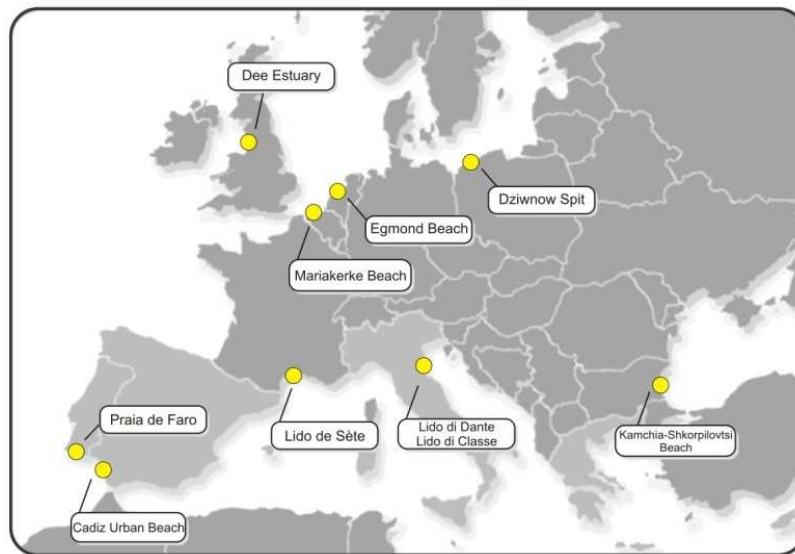 Dee Estuary
Dziwnow Spit
Egmond Beach
Mariakerke Beach
Praia de Faro
Lido de Sète
Lido di Dante
Lido di Classe
Kamchia-Shkorpilovtsi
Beach
Cadiz Urban Beach